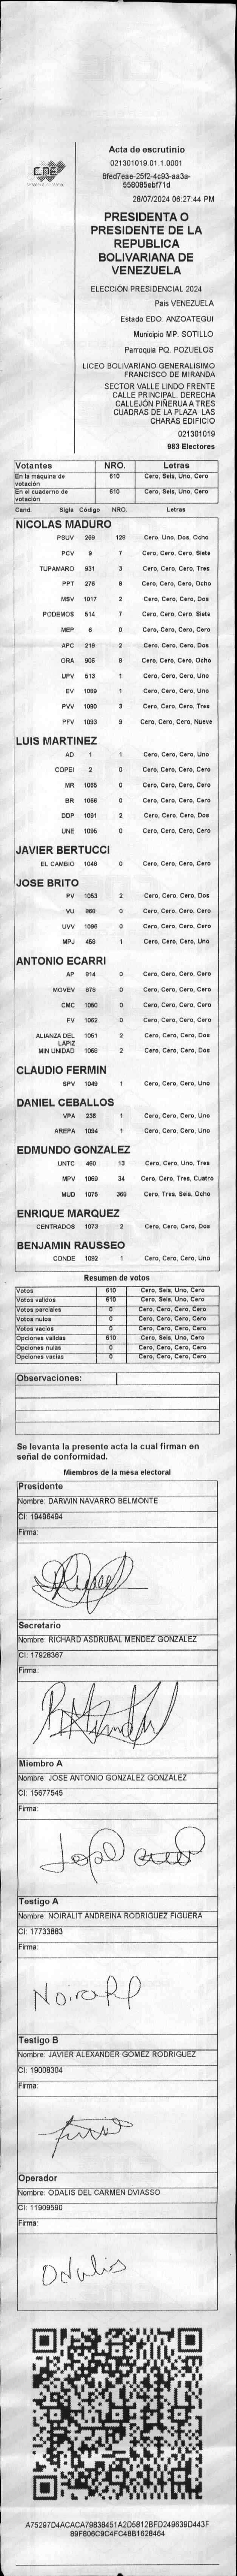 CNE
Acta de escrutinio
021301019.01.1.0001
8fed7eae-25f2-4c93-aa3a-
558085ebf71d
28/07/2024 06:27:44 PM
PRESIDENTA O
PRESIDENTE DE LA
REPUBLICA
BOLIVARIANA DE
VENEZUELA
ELECCIÓN PRESIDENCIAL 2024
Pais VENEZUELA
Estado EDO. ANZOATEGUI
Municipio MP. SOTILLO
Parroquia PQ. POZUELOS
LICEO BOLIVARIANO GENERALISIMO
FRANCISCO DE MIRANDA
SECTOR VALLE LINDO FRENTE
CALLE PRINCIPAL. DERECHA
CALLEJÓN PIÑERUA A TRES
CUADRAS DE LA PLAZA LAS
CHARAS EDIFICIO
021301019
983 Electores
Votantes NRO. Letras
En la máquina de votación 610 Cero, Seis, Uno, Cero
En el cuaderno de votación 610 Cero, Seis, Uno, Cero
Cand. Sigla Código NRO. Letras
NICOLAS MADURO
PSUV 269 128 Cero, Uno, Dos, Ocho
PCV 9 7 Cero, Cero, Cero, Siete
TUPAMARO 931 3 Cero, Cero, Cero, Tres
PPT 276 8 Cero, Cero, Cero, Ocho
MSV 1017 2 Cero, Cero, Cero, Dos
PODEMOS 514 7 Cero, Cero, Cero, Siete
MEP 6 0 Cero, Cero, Cero, Cero
APC 219 2 Cero, Cero, Cero, Dos
ORA 906 8 Cero, Cero, Cero, Ocho
UPV 513 1 Cero, Cero, Cero, Uno
EV 1089 1 Cero, Cero, Cero, Uno
PVV 1090 3 Cero, Cero, Cero, Tres
PFV 1093 9 Cero, Cero, Cero, Nueve
LUIS MARTINEZ
AD 1 1 Cero, Cero, Cero, Uno
COPEI 2 0 Cero, Cero, Cero, Cero
MR 1065 0 Cero, Cero, Cero, Cero
BR 1066 0 Cero, Cero, Cero, Cero
DDP 1091 2 Cero, Cero, Cero, Dos
UNE 1095 0 Cero, Cero, Cero, Cero
JAVIER BERTUCCI
EL CAMBIO 1048 0 Cero, Cero, Cero, Cero
JOSE BRITO
PV 1053 2 Cero, Cero, Cero, Dos
VU 868 0 Cero, Cero, Cero, Cero
UVV 1096 0 Cero, Cero, Cero, Cero
MPJ 458 1 Cero, Cero, Cero, Uno
ANTONIO ECARRI
AP 814 0 Cero, Cero, Cero, Cero
MOVEV 978 0 Cero, Cero, Cero, Cero
CMC 1050 0 Cero, Cero, Cero, Cero
FV 1062 0 Cero, Cero, Cero, Cero
ALIANZA DEL LAPIZ 1051 2 Cero, Cero, Cero, Dos
MIN UNIDAD 1058 2 Cero, Cero, Cero, Dos
CLAUDIO FERMIN
SPV 1049 1 Cero, Cero, Cero, Uno
DANIEL CEBALLOS
VPA 236 1 Cero, Cero, Cero, Uno
AREPA 1094 1 Cero, Cero, Cero, Uno
EDMUNDO GONZALEZ
UNTC 460 13 Cero, Cero, Uno, Tres
MPV 1069 34 Cero, Cero, Tres, Cuatro
MUD 1075 368 Cero, Tres, Seis, Ocho
ENRIQUE MARQUEZ
CENTRADOS 1073 2 Cero, Cero, Cero, Dos
BENJAMIN RAUSSEO
CONDE 1092 1 Cero, Cero, Cero, Uno
Resumen de votos
Votos 610 Cero, Seis, Uno, Cero
Votos validos 610 Cero, Seis, Uno, Cero
Votos parciales 0 Cero, Cero, Cero, Cero
Votos nulos 0 Cero, Cero, Cero, Cero
Votos vacios 0 Cero, Cero, Cero, Cero
Opciones validas 610 Cero, Seis, Uno, Cero
Opciones nulas 0 Cero, Cero, Cero, Cero
Opciones vacias 0 Cero, Cero, Cero, Cero
Observaciones:
Se levanta la presente acta la cual firman en
señal de conformidad.
Miembros de la mesa electoral
Presidente
Nombre: DARWIN NAVARRO BELMONTE
CI: 19496494
Firma:
Secretario
Nombre: RICHARD ASDRUBAL MENDEZ GONZALEZ
CI: 17928367
Firma:
Miembro A
Nombre: JOSE ANTONIO GONZALEZ GONZALEZ
CI: 15677545
Firma:
Testigo A
Nombre: NOIRALIT ANDREINA RODRIGUEZ FIGUERA
CI: 17733883
Firma:
Testigo B
Nombre: JAVIER ALEXANDER GOMEZ RODRIGUEZ
CI: 19008304
Firma:
Operador
Nombre: ODALIS DEL CARMEN DVIASSO
CI: 11909590
Firma:
Odalis
A75297D4ACACA79838451A2D5812BFD249639D443F
89F806C9C4FC48B1628464